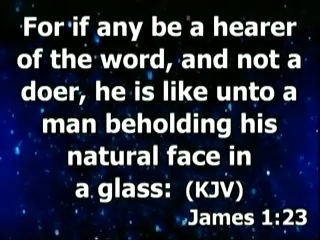 For if any be a hearer
of the word, and not a
doer, he is like unto a
man beholding his
natural face in
a glass: (KJV)
James 1:23